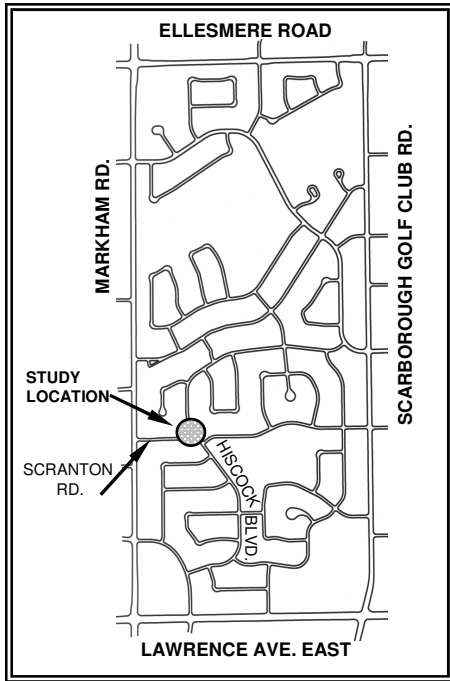 ELLESMERE ROAD
MARKHAM RD.
SCARBOROUGH GOLF CLUB RD.
STUDY
LOCATION
SCRANTON
RD.
HISCOCK BLVD.
LAWRENCE AVE. EAST